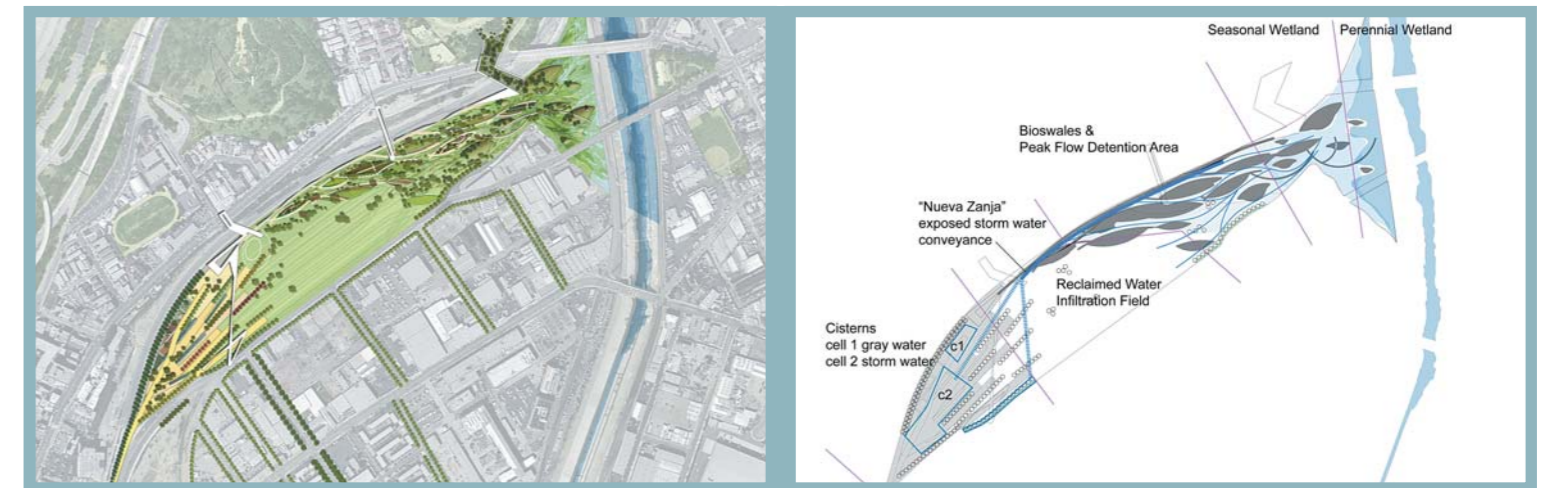 Seasonal Wetland
Perennial Wetland
Bioswales &
Peak Flow Detention Area
"Nueva Zanja"
exposed storm water
conveyance
Reclaimed Water
Infiltration Field
Cisterns
cell 1 gray water
cell 2 storm water
c1
c2